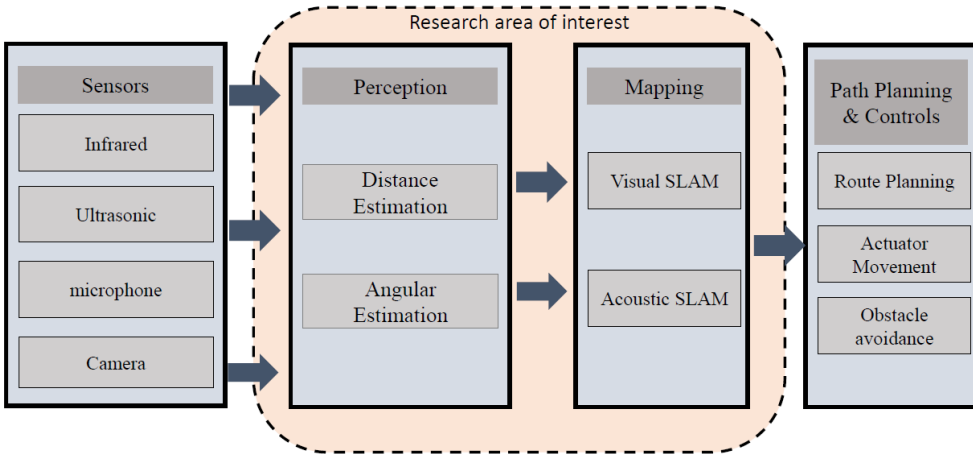 Research area of interest
Sensors
Infrared
Ultrasonic
microphone
Camera
Perception
Distance
Estimation
Angular
Estimation
Mapping
Visual SLAM
Acoustic SLAM
Path Planning
& Controls
Route Planning
Actuator
Movement
Obstacle
avoidance